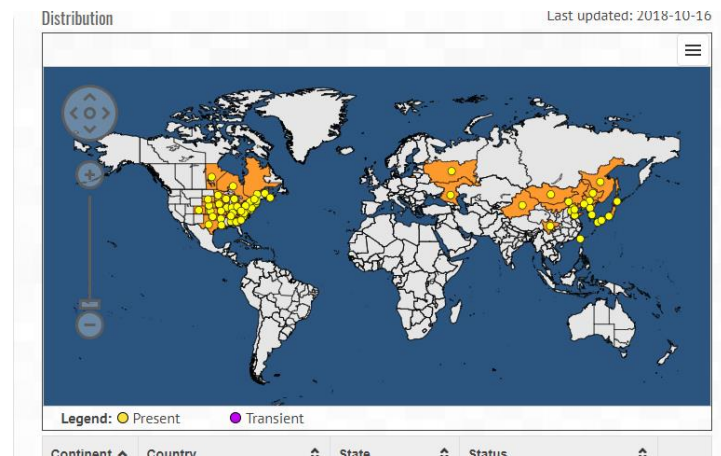 Distribution
Last updated: 2018-10-16
Legend: Present Transient
Continent Country State Status